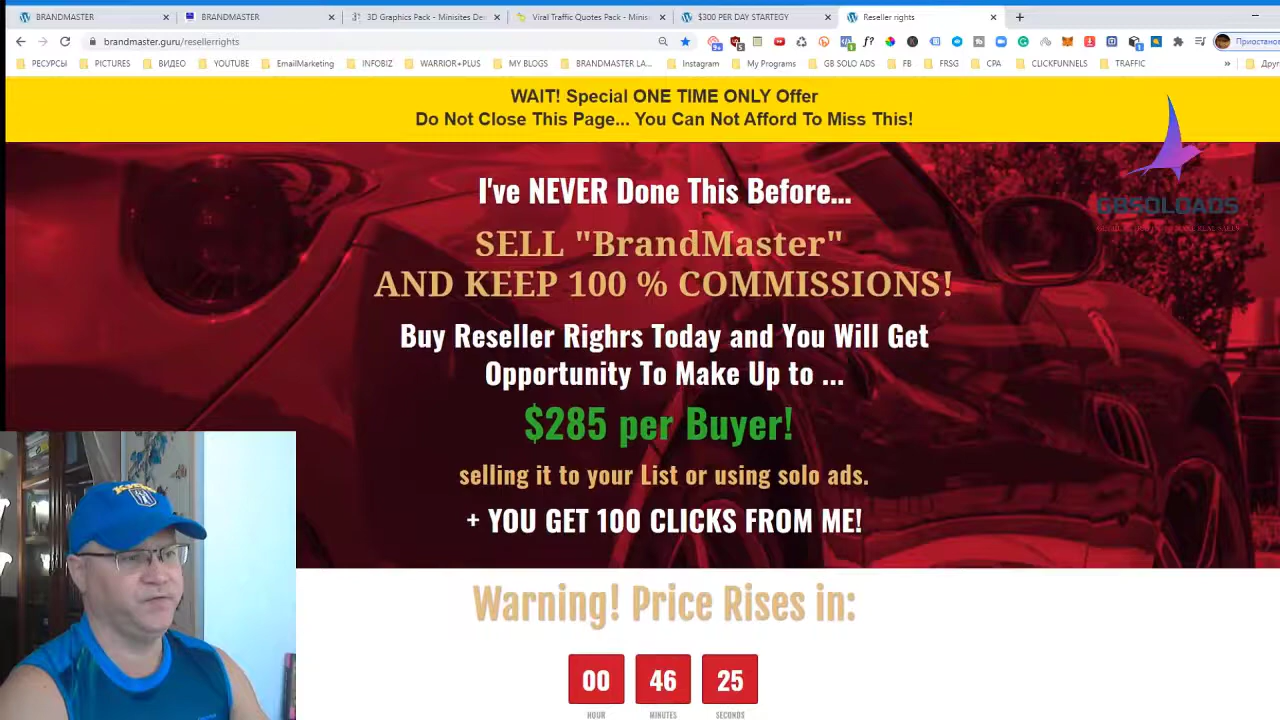 BRANDMASTER
BRANDMASTER
3D Graphics Pack - Minisites De
Viral Traffic Quotes Pack - Minis
$300 PER DAY STARTEGY
Reseller rights
brandmaster.guru/resellerrights
Приостанов
РЕСУРСЫ
PICTURES
ВИДЕО
YOUTUBE
EmailMarketing
INFOBIZ
WARRIOR+PLUS
MY BLOGS
BRANDMASTER LA...
Instagram
My Programs
GB SOLO ADS
FB
FRSG
CPA
CLICKFUNNELS
TRAFFIC
Друг
WAIT! Special ONE TIME ONLY Offer
Do Not Close This Page... You Can Not Afford To Miss This!
GBSOLOADS
I've NEVER Done This Before...
SELL "BrandMaster"
AND KEEP 100 % COMMISSIONS!
Buy Reseller Righrs Today and You Will Get
Opportunity To Make Up to ...
$285 per Buyer!
selling it to your List or using solo ads.
+ YOU GET 100 CLICKS FROM ME!
Warning! Price Rises in:
00 46 25
HOUR MINUTES SECONDS